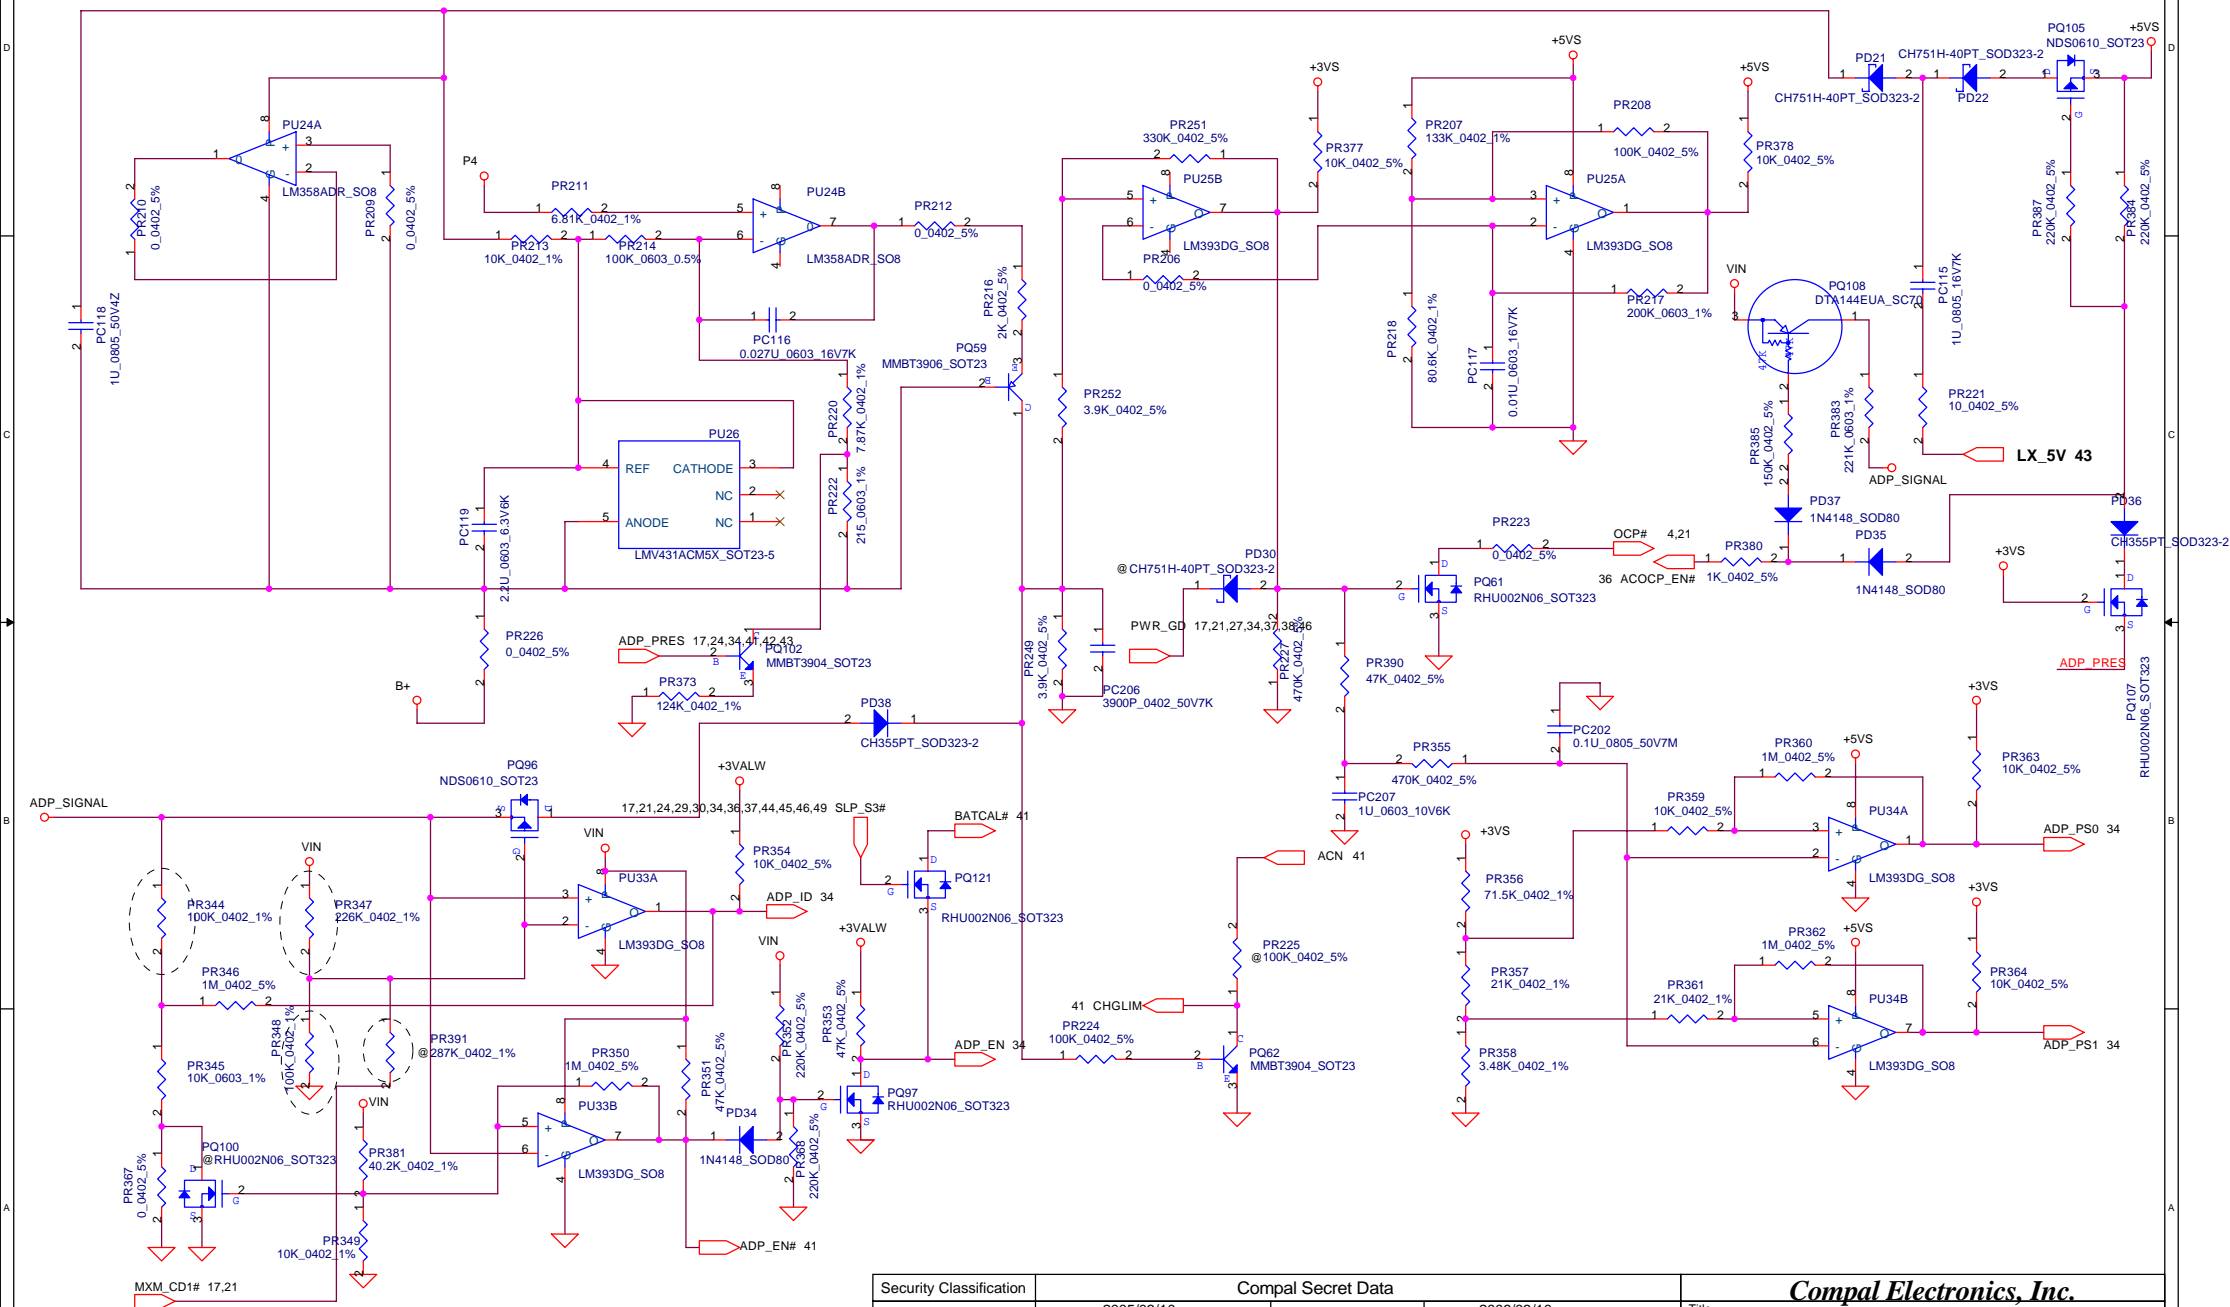 D
PQ105
NDS0610_SOT23
+5VS
D
+5VS
PD21
CH751H-40PT_SOD323-2
CH751H-40PT_SOD323-2
PD22
+3VS
+5VS
PU24A
LM358ADR_SO8
PR210
0_0402_5%
PR209
0_0402_5%
P4
PR211
6.81K_0402_1%
PU24B
LM358ADR_SO8
PR212
0_0402_5%
PR213
10K_0402_1%
PR214
100K_0603_0.5%
PR251
330K_0402_5%
PR377
10K_0402_5%
PU25B
LM393DG_SO8
PR206
0_0402_5%
PR207
133K_0402_1%
PR208
100K_0402_5%
PR378
10K_0402_5%
PU25A
LM393DG_SO8
PR387
220K_0402_5%
PR384
220K_0402_5%
PC118
1U_0805_50V4Z
PC116
0.027U_0603_16V7K
PR216
2K_0402_5%
PQ59
MMBT3906_SOT23
PR218
80.6K_0402_1%
PC117
0.01U_0603_16V7K
PR217
200K_0603_1%
VIN
PQ108
DTA144EUA_SC70
47K
47K
PC115
1U_0805_16V7K
PR220
7.87K_0402_1%
PR252
3.9K_0402_5%
PR385
150K_0402_5%
PR383
221K_0603_1%
PR221
10_0402_5%
C
C
PU26
REF
CATHODE
NC
ANODE
NC
LMV431ACM5X_SOT23-5
PR222
215_0603_1%
LX_5V 43
ADP_SIGNAL
PC119
2.2U_0603_6.3V6K
PD37
1N4148_SOD80
PD36
CH355PT_SOD323-2
PR223
0_0402_5%
OCP# 4,21
PR380
1K_0402_5%
PD35
1N4148_SOD80
36 ACOCP_EN#
+3VS
PD30
@CH751H-40PT_SOD323-2
PQ61
RHU002N06_SOT323
PR226
0_0402_5%
ADP_PRES 17,24,34,41,42,43
PQ102
MMBT3904_SOT23
PR373
124K_0402_1%
PR249
3.9K_0402_5%
PC206
3900P_0402_50V7K
PWR_GD 17,21,27,34,37,38,46
PR227
470K_0402_5%
PR390
47K_0402_5%
ADP_PRES
PQ107
RHU002N06_SOT323
B+
PD38
CH355PT_SOD323-2
PC202
0.1U_0805_50V7M
+3VS
PQ96
NDS0610_SOT23
+3VALW
PR355
470K_0402_5%
PR360
1M_0402_5%
+5VS
PR363
10K_0402_5%
ADP_SIGNAL
B
B
17,21,24,29,30,34,36,37,44,45,46,49 SLP_S3#
BATCAL# 41
PC207
1U_0603_10V6K
PR359
10K_0402_5%
PU34A
LM393DG_SO8
ADP_PS0 34
VIN
VIN
PR354
10K_0402_5%
+3VS
ACN 41
PR356
71.5K_0402_1%
PU33A
LM393DG_SO8
PQ121
RHU002N06_SOT323
ADP_ID 34
PR344
100K_0402_1%
PR347
226K_0402_1%
+3VS
VIN
+3VALW
PR225
@100K_0402_5%
PR362
1M_0402_5%
+5VS
PR346
1M_0402_5%
PR357
21K_0402_1%
PR361
21K_0402_1%
PR364
10K_0402_5%
PU34B
LM393DG_SO8
ADP_PS1 34
41 CHGLIM
PR348
100K_0402_1%
PR391
@287K_0402_1%
PR352
220K_0402_5%
PR353
47K_0402_5%
PR224
100K_0402_5%
PQ62
MMBT3904_SOT23
PR358
3.48K_0402_1%
ADP_EN 34
PR345
10K_0603_1%
PR350
1M_0402_5%
PR351
47K_0402_5%
PQ97
RHU002N06_SOT323
VIN
PU33B
LM393DG_SO8
PD34
1N4148_SOD80
PR368
220K_0402_5%
PQ100
@RHU002N06_SOT323
PR381
40.2K_0402_1%
PR367
0_0402_5%
A
A
PR349
10K_0402_1%
ADP_EN# 41
MXM_CD1# 17,21
Security Classification
Compal Secret Data
Compal Electronics, Inc.